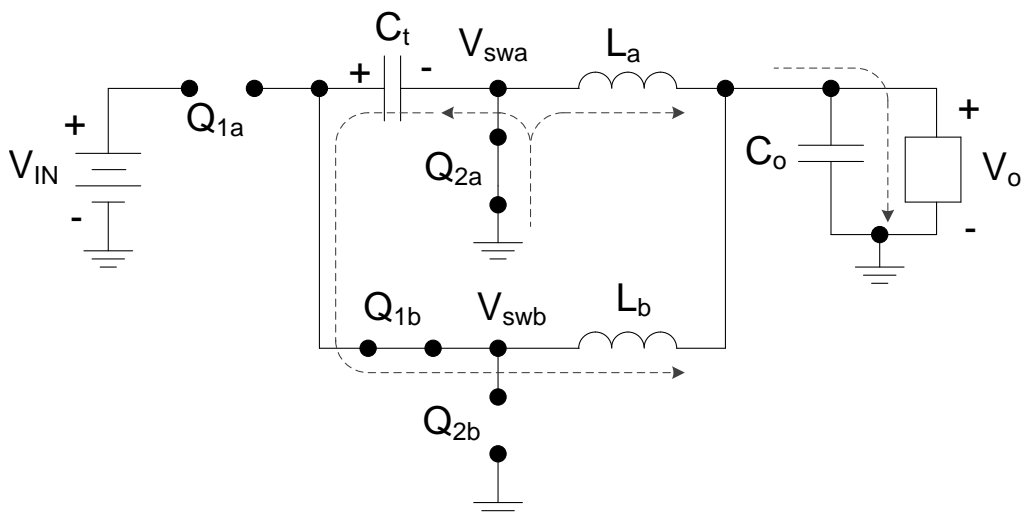 C_t
V_swa
L_a
+ -
+
Q_1a
V_IN
-
Q_2a
C_o
+
V_o
-
Q_1b
V_swb
L_b
Q_2b